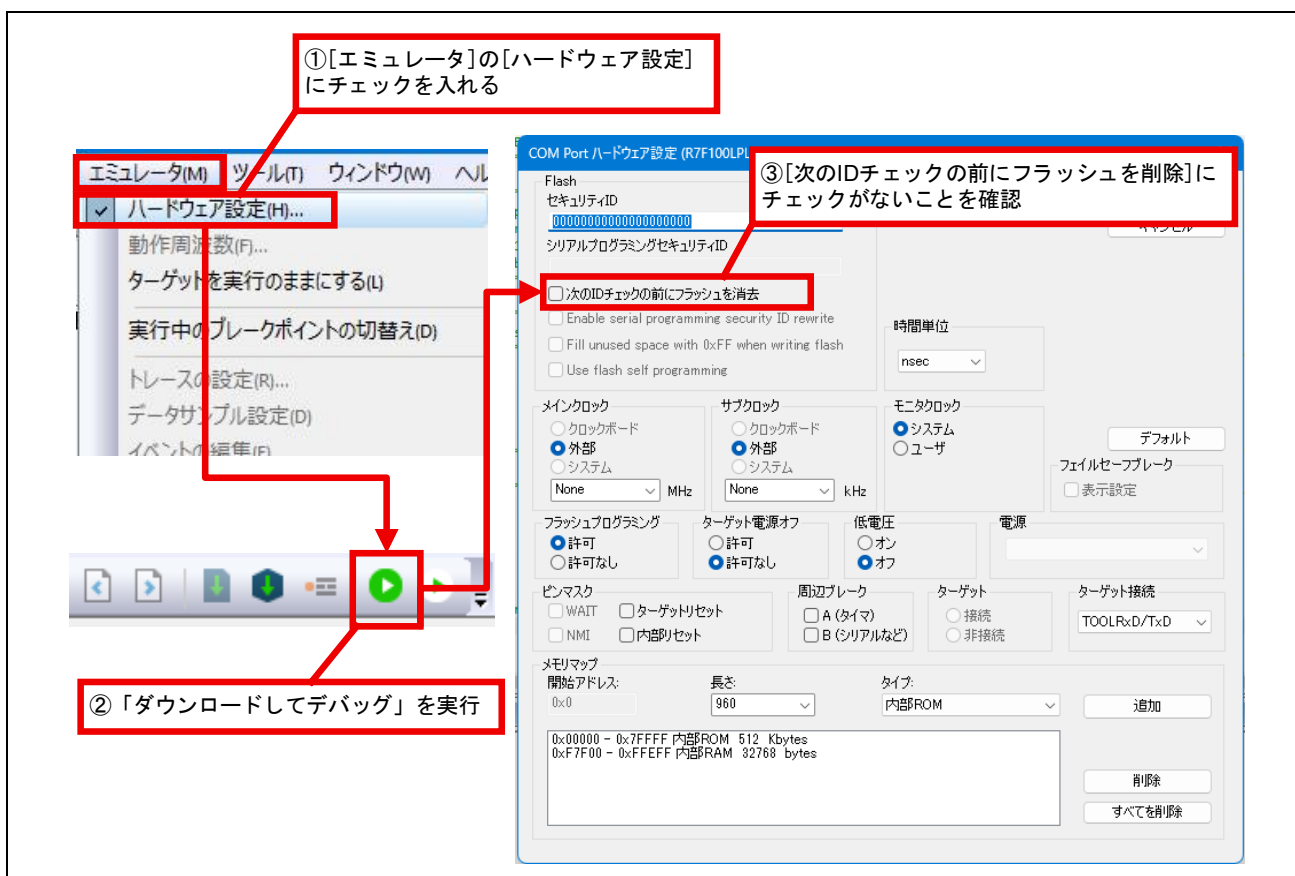 ①[エミュレータ]の[ハードウェア設定]
にチェックを入れる
エミュレータ(M) ツール(T) ウィンドウ(W) ヘル
ハードウェア設定(H)...
動作周波数(F)...
ターゲットを実行のままにする(L)
実行中のブレークポイントの切替え(D)
トレースの設定(R)...
データサンプル設定(D)
イベントの編集(E)
②「ダウンロードしてデバッグ」を実行
COM Port ハードウェア設定 (R7F100LPL
③[次のIDチェックの前にフラッシュを削除]に
チェックがないことを確認
Flash
セキュリティID
00000000000000000000
キャンセル
シリアルプログラミングセキュリティID
次のIDチェックの前にフラッシュを消去
Enable serial programming security ID rewrite
Fill unused space with 0xFF when writing flash
Use flash self programming
時間単位
nsec
メインクロック
クロックボード
外部
システム
None MHz
サブクロック
クロックボード
外部
システム
None kHz
モニタクロック
システム
ユーザ
デフォルト
フェイルセーフブレーク
表示設定
フラッシュプログラミング
許可
許可なし
ターゲット電源オフ
許可
許可なし
低電圧
オン
オフ
電源
ピンマスク
WAIT ターゲットリセット
NMI 内部リセット
周辺ブレーク
A (タイマ)
B (シリアルなど)
ターゲット
接続
非接続
ターゲット接続
TOOLRxD/TxD
メモリマップ
開始アドレス: 長さ: タイプ:
0x0 960 内部ROM 追加
0x00000 - 0x7FFFF 内部ROM 512 Kbytes
0xF7F00 - 0xFFEFF 内部RAM 32768 bytes
削除
すべてを削除